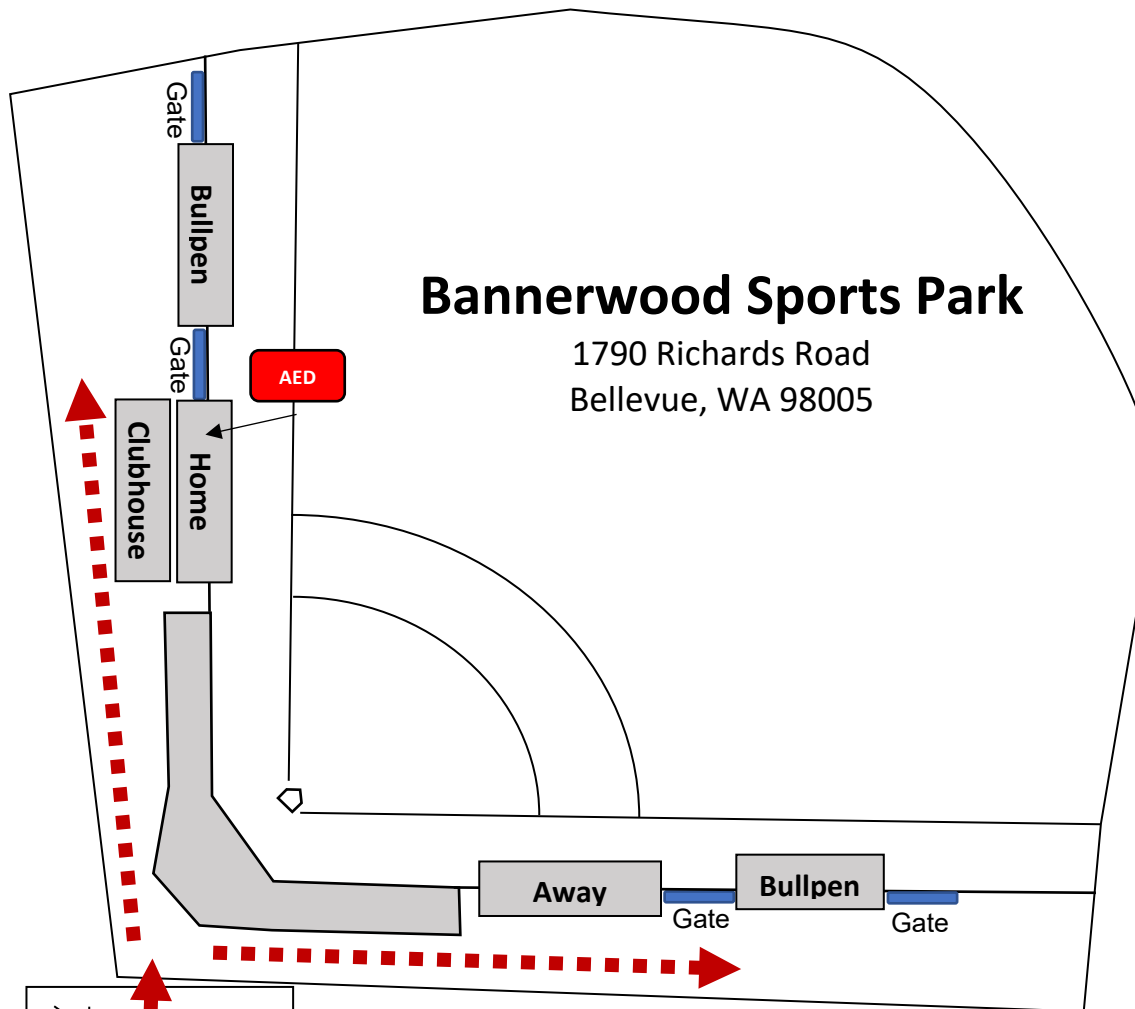 Gate
Bullpen
Bannerwood Sports Park
1790 Richards Road
Bellevue, WA 98005
Gate
AED
Clubhouse
Home
Away
Bullpen
Gate
Gate